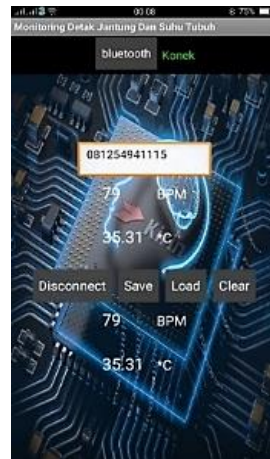 00.08 75%
Monitoring Detak Jantung Dan Suhu Tubuh
bluetooth Konek
081254941115
79 BPM
35.31 °C
Disconnect Save Load Clear
79 BPM
35.31 °C